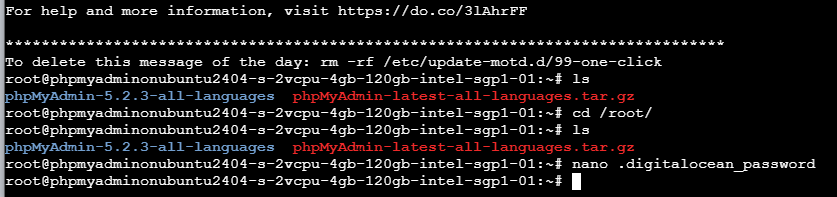 For help and more information, visit https://do.co/3lAhrFF
********************************************************************************
To delete this message of the day: rm -rf /etc/update-motd.d/99-one-click
root@phpmyadminonubuntu2404-s-2vcpu-4gb-120gb-intel-sgp1-01:~# ls
phpMyAdmin-5.2.3-all-languages  phpMyAdmin-latest-all-languages.tar.gz
root@phpmyadminonubuntu2404-s-2vcpu-4gb-120gb-intel-sgp1-01:~# cd /root/
root@phpmyadminonubuntu2404-s-2vcpu-4gb-120gb-intel-sgp1-01:~# ls
phpMyAdmin-5.2.3-all-languages  phpMyAdmin-latest-all-languages.tar.gz
root@phpmyadminonubuntu2404-s-2vcpu-4gb-120gb-intel-sgp1-01:~# nano .digitalocean_password
root@phpmyadminonubuntu2404-s-2vcpu-4gb-120gb-intel-sgp1-01:~#